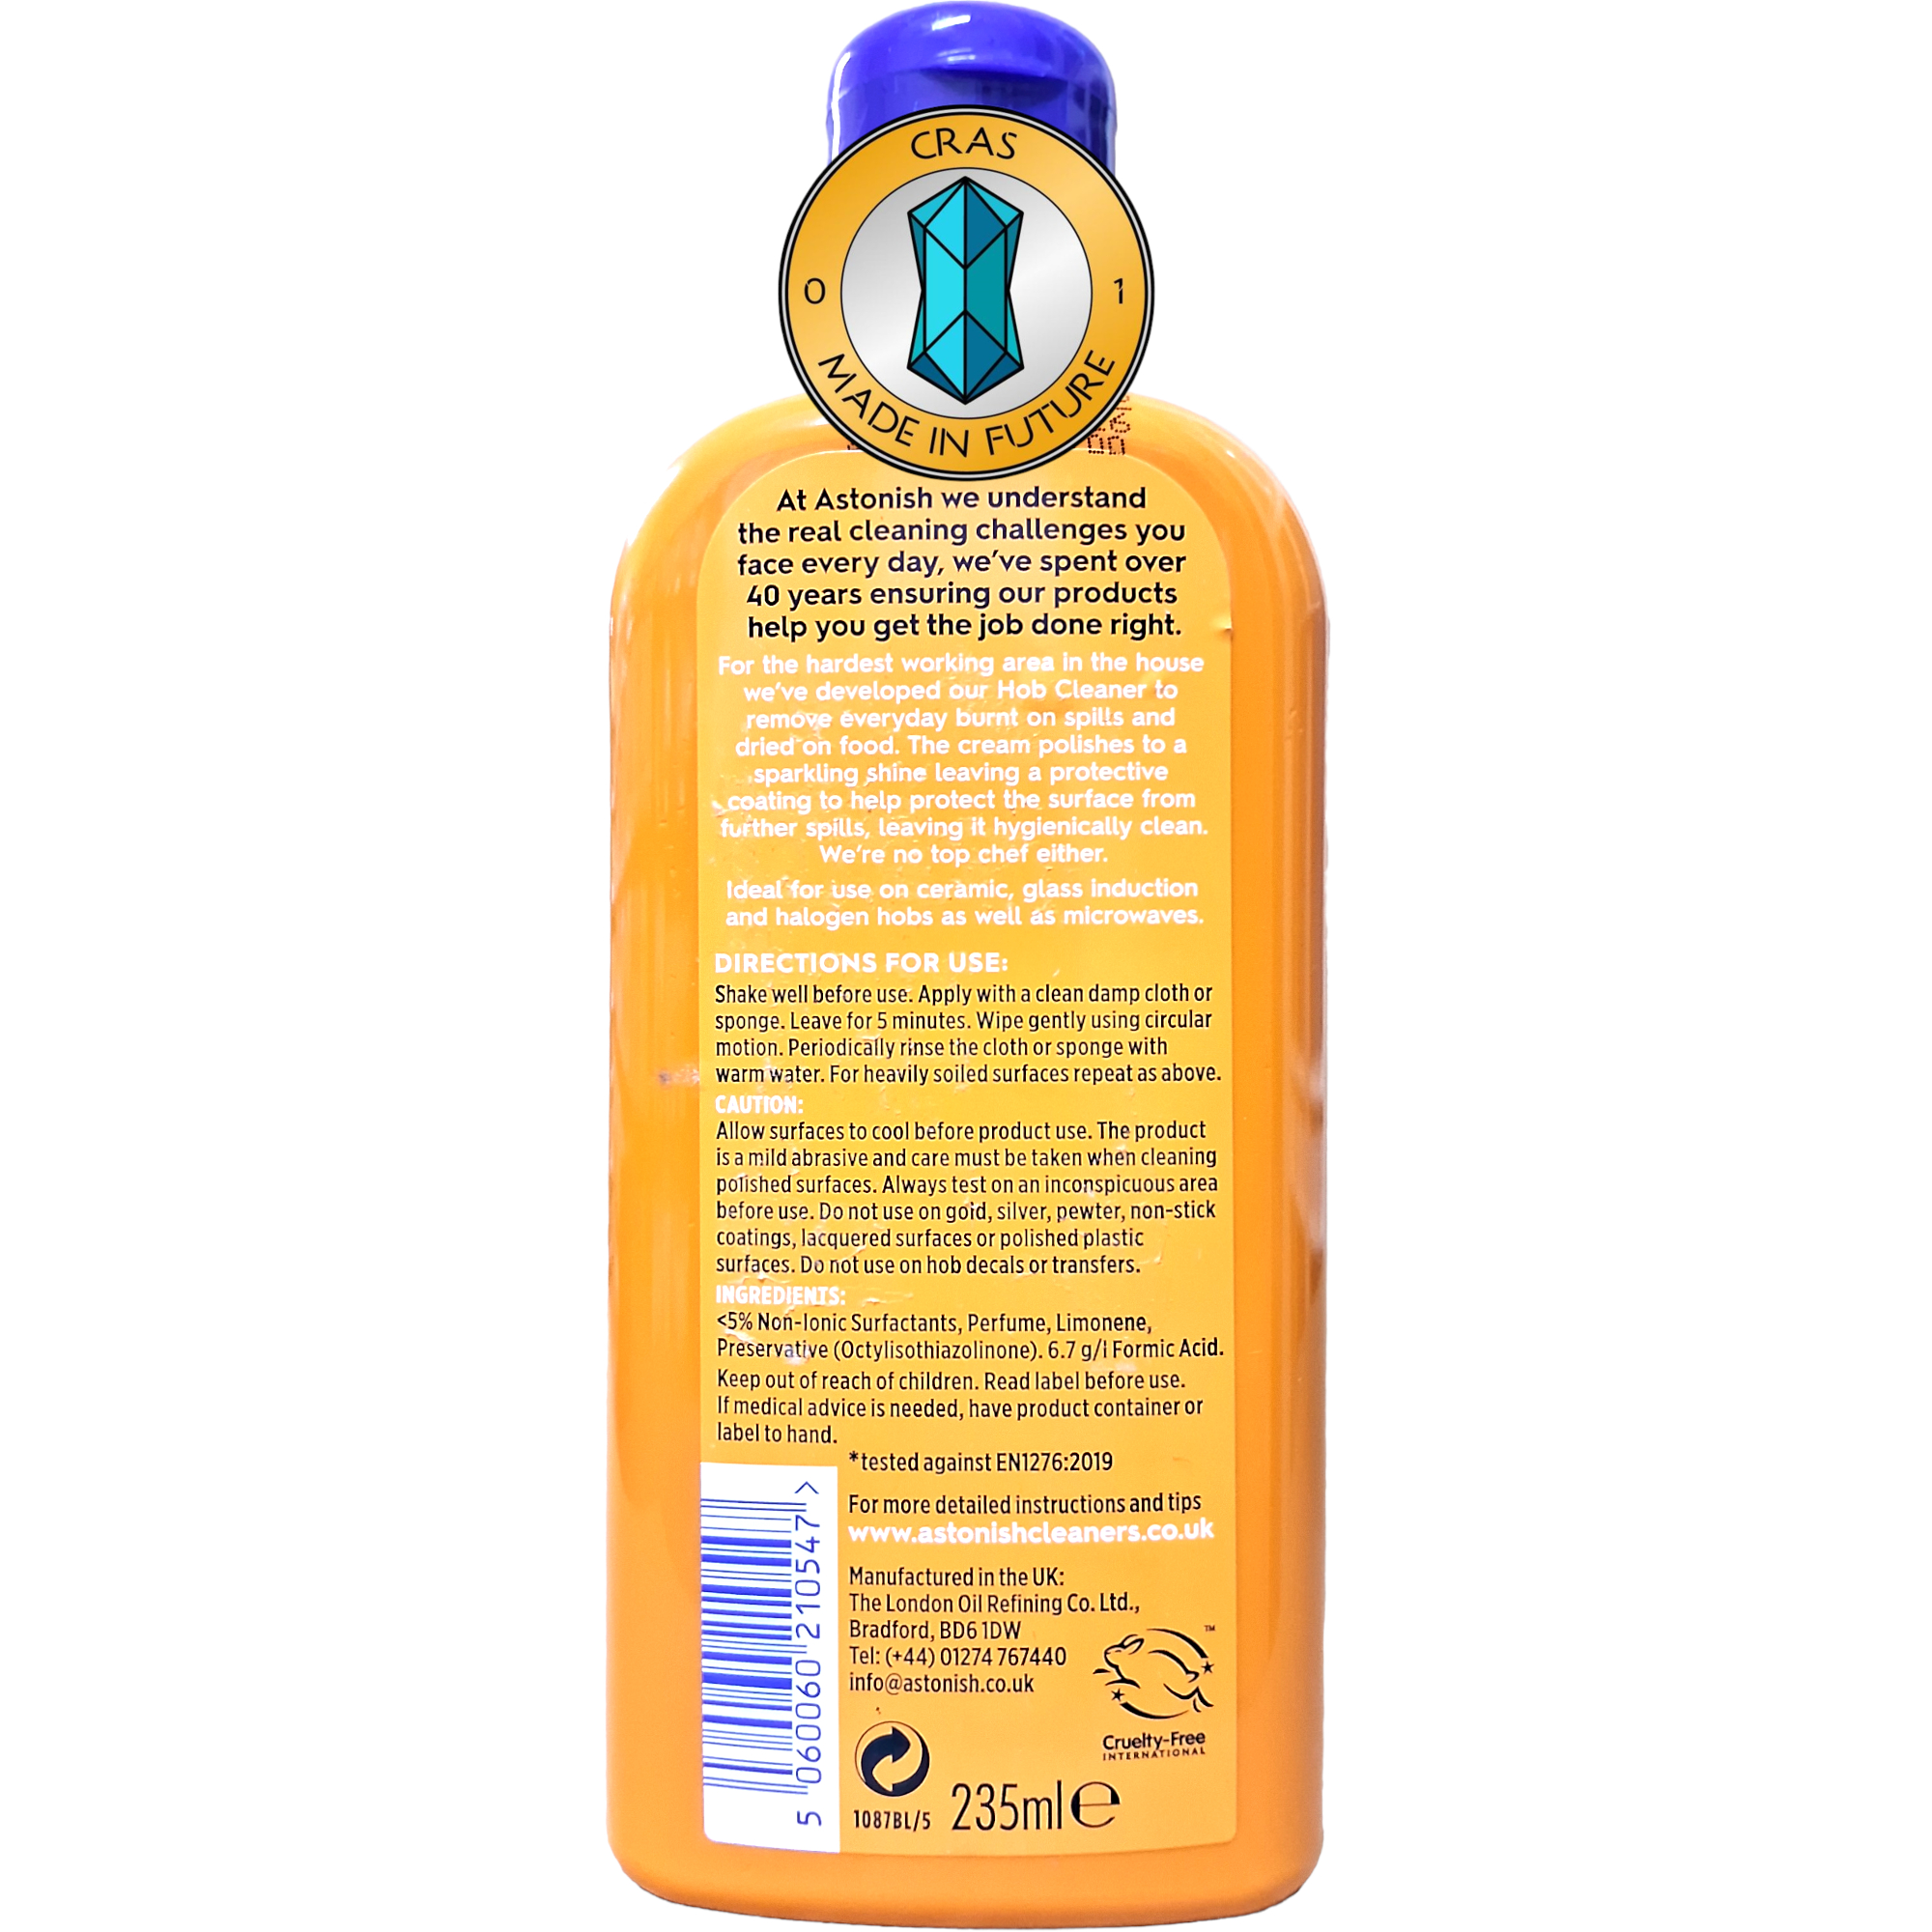 CRAS
0 1
MADE IN FUTURE
At Astonish we understand
the real cleaning challenges you
face every day, we've spent over
40 years ensuring our products
help you get the job done right.
For the hardest working area in the house
we've developed our Hob Cleaner to
remove everyday burnt on spills and
dried on food. The cream polishes to a
sparkling shine leaving a protective
coating to help protect the surface from
further spills, leaving it hygienically clean.
We're no top chef either.
Ideal for use on ceramic, glass induction
and halogen hobs as well as microwaves.
DIRECTIONS FOR USE:
Shake well before use. Apply with a clean damp cloth or
sponge. Leave for 5 minutes. Wipe gently using circular
motion. Periodically rinse the cloth or sponge with
warm water. For heavily soiled surfaces repeat as above.
CAUTION:
Allow surfaces to cool before product use. The product
is a mild abrasive and care must be taken when cleaning
polished surfaces. Always test on an inconspicuous area
before use. Do not use on gold, silver, pewter, non-stick
coatings, lacquered surfaces or polished plastic
surfaces. Do not use on hob decals or transfers.
INGREDIENTS:
<5% Non-Ionic Surfactants, Perfume, Limonene,
Preservative (Octylisothiazolinone). 6.7 g/l Formic Acid.
Keep out of reach of children. Read label before use.
If medical advice is needed, have product container or
label to hand.
*tested against EN1276:2019
For more detailed instructions and tips
www.astonishcleaners.co.uk
Manufactured in the UK:
The London Oil Refining Co. Ltd.,
Bradford, BD6 1DW
Tel: (+44) 01274 767440
info@astonish.co.uk
TM
Cruelty-Free
INTERNATIONAL
1087BL/5
235ml e
5 060060 210547 >